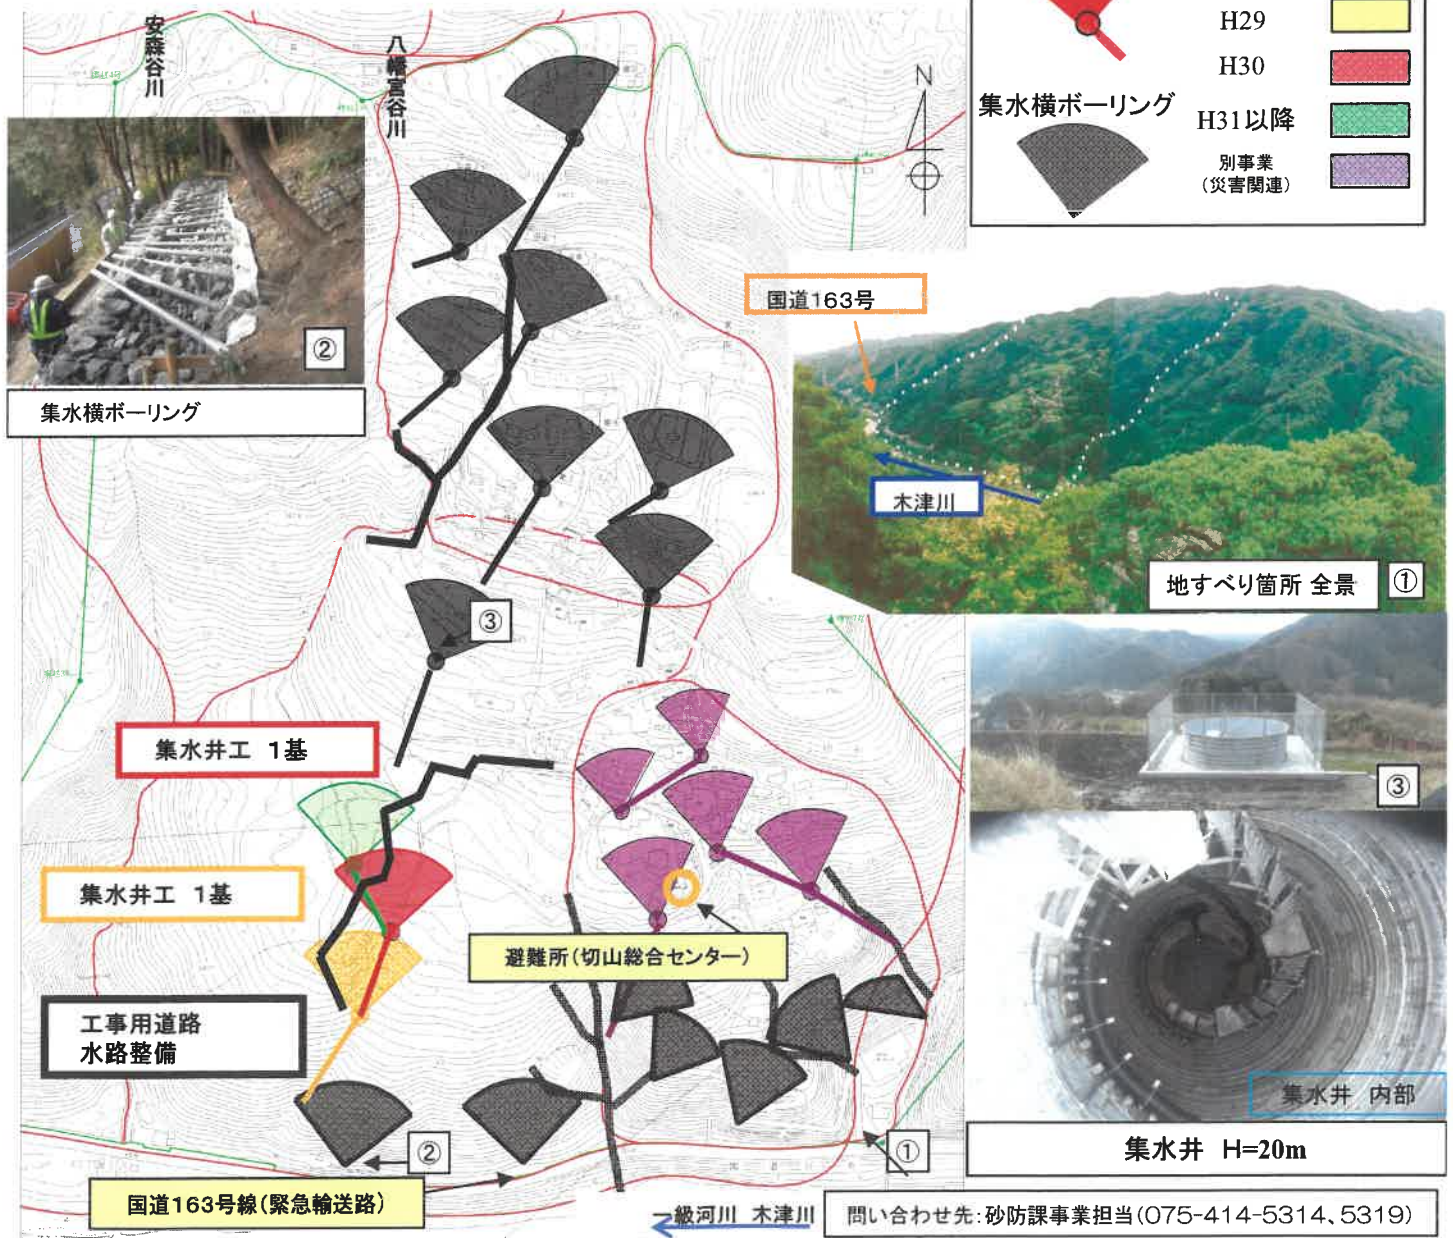 安森谷川
八幡宮谷川
N
H29
H30
集水横ボーリング
H31以降
別事業
(災害関連)
②
集水横ボーリング
国道163号
木津川
地すべり箇所 全景
①
③
集水井工 1基
集水井工 1基
避難所(切山総合センター)
工事用道路
水路整備
③
集水井 内部
集水井 H=20m
②
①
国道163号線(緊急輸送路)
一級河川 木津川
問い合わせ先:砂防課事業担当(075-414-5314、5319)